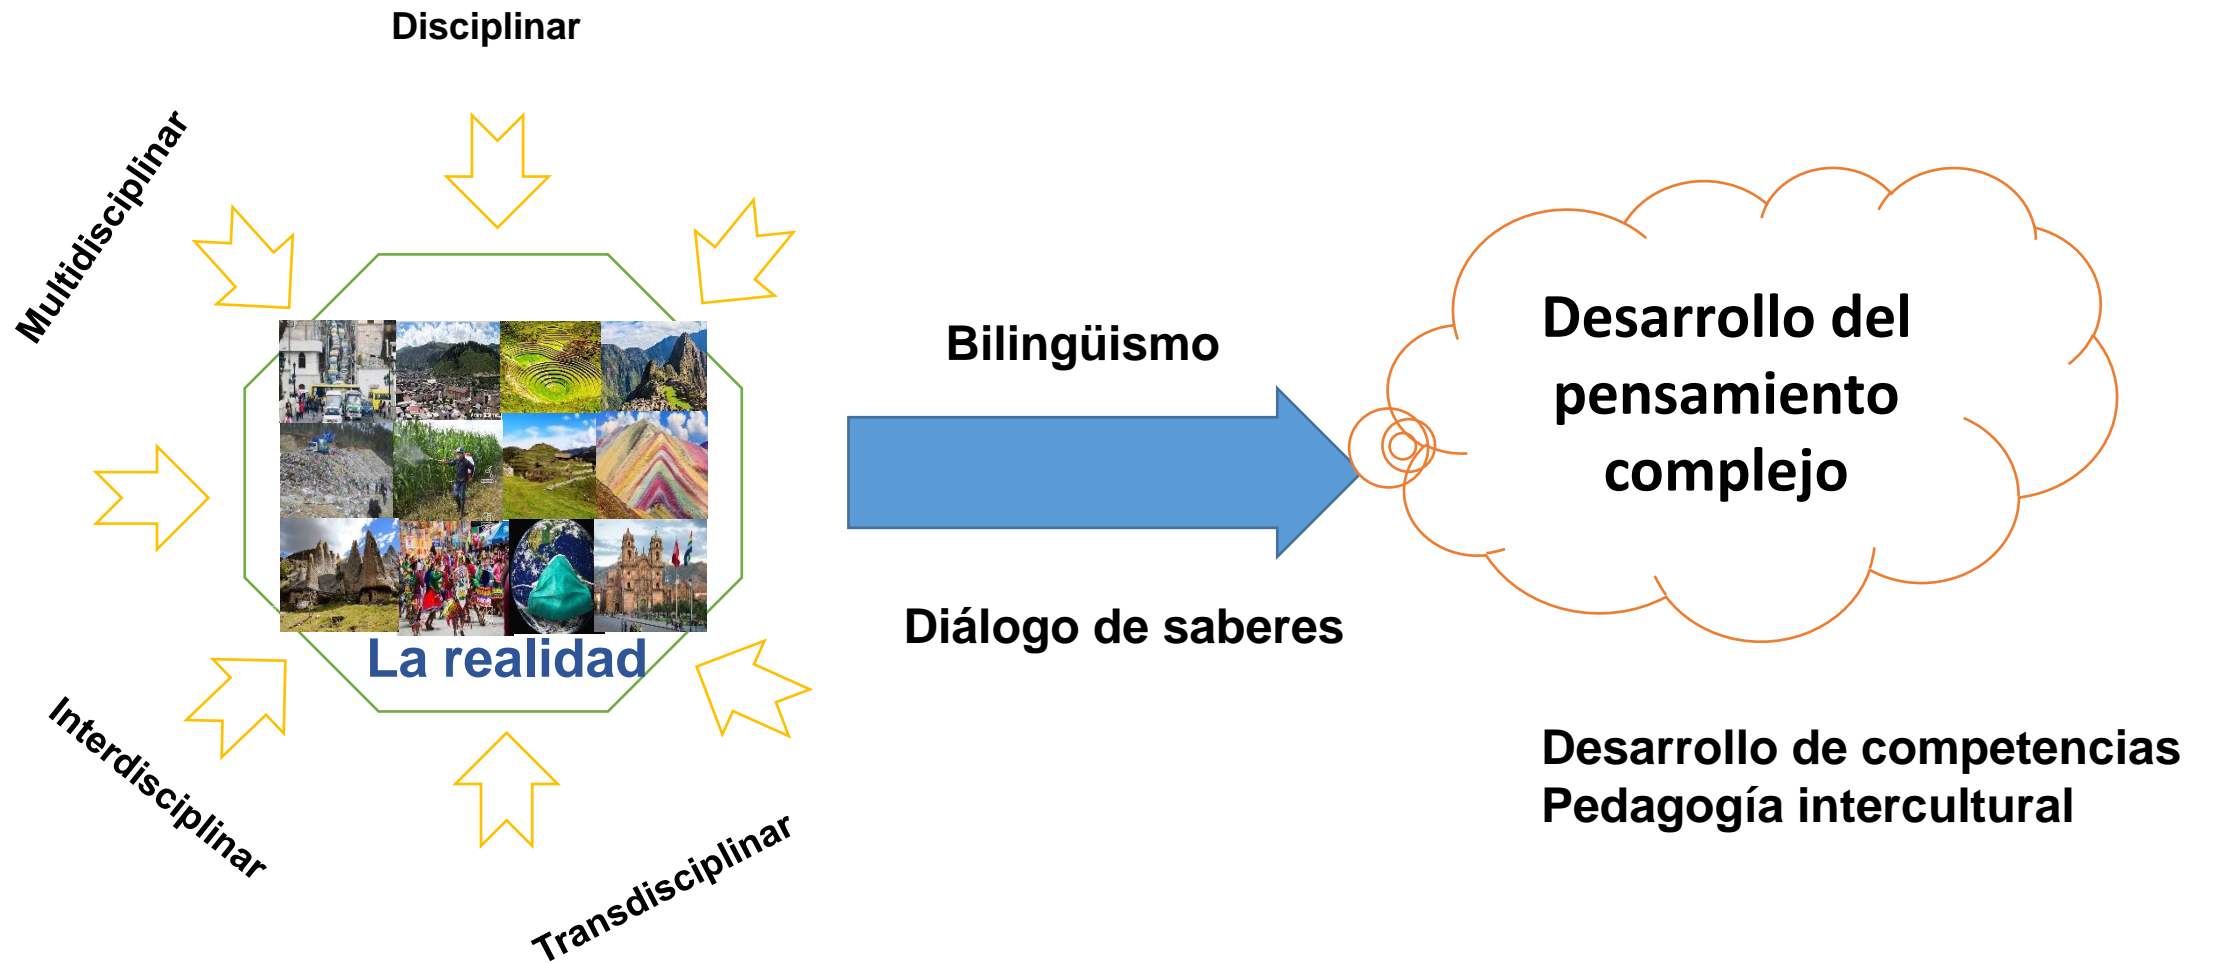 Disciplinar
Multidisciplinar
Interdisciplinar
Transdisciplinar
La realidad
Bilingüismo
Diálogo de saberes
Desarrollo del
pensamiento
complejo
Desarrollo de competencias
Pedagogía intercultural